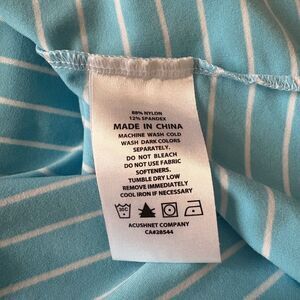 88% NYLON
12% SPANDEX
MADE IN CHINA
MACHINE WASH COLD
WASH DARK COLORS
SEPARATELY.
DO NOT BLEACH
DO NOT USE FABRIC
SOFTENERS.
TUMBLE DRY LOW
REMOVE IMMEDIATELY
COOL IRON IF NECESSARY
ACUSHNET COMPANY
CA#28544